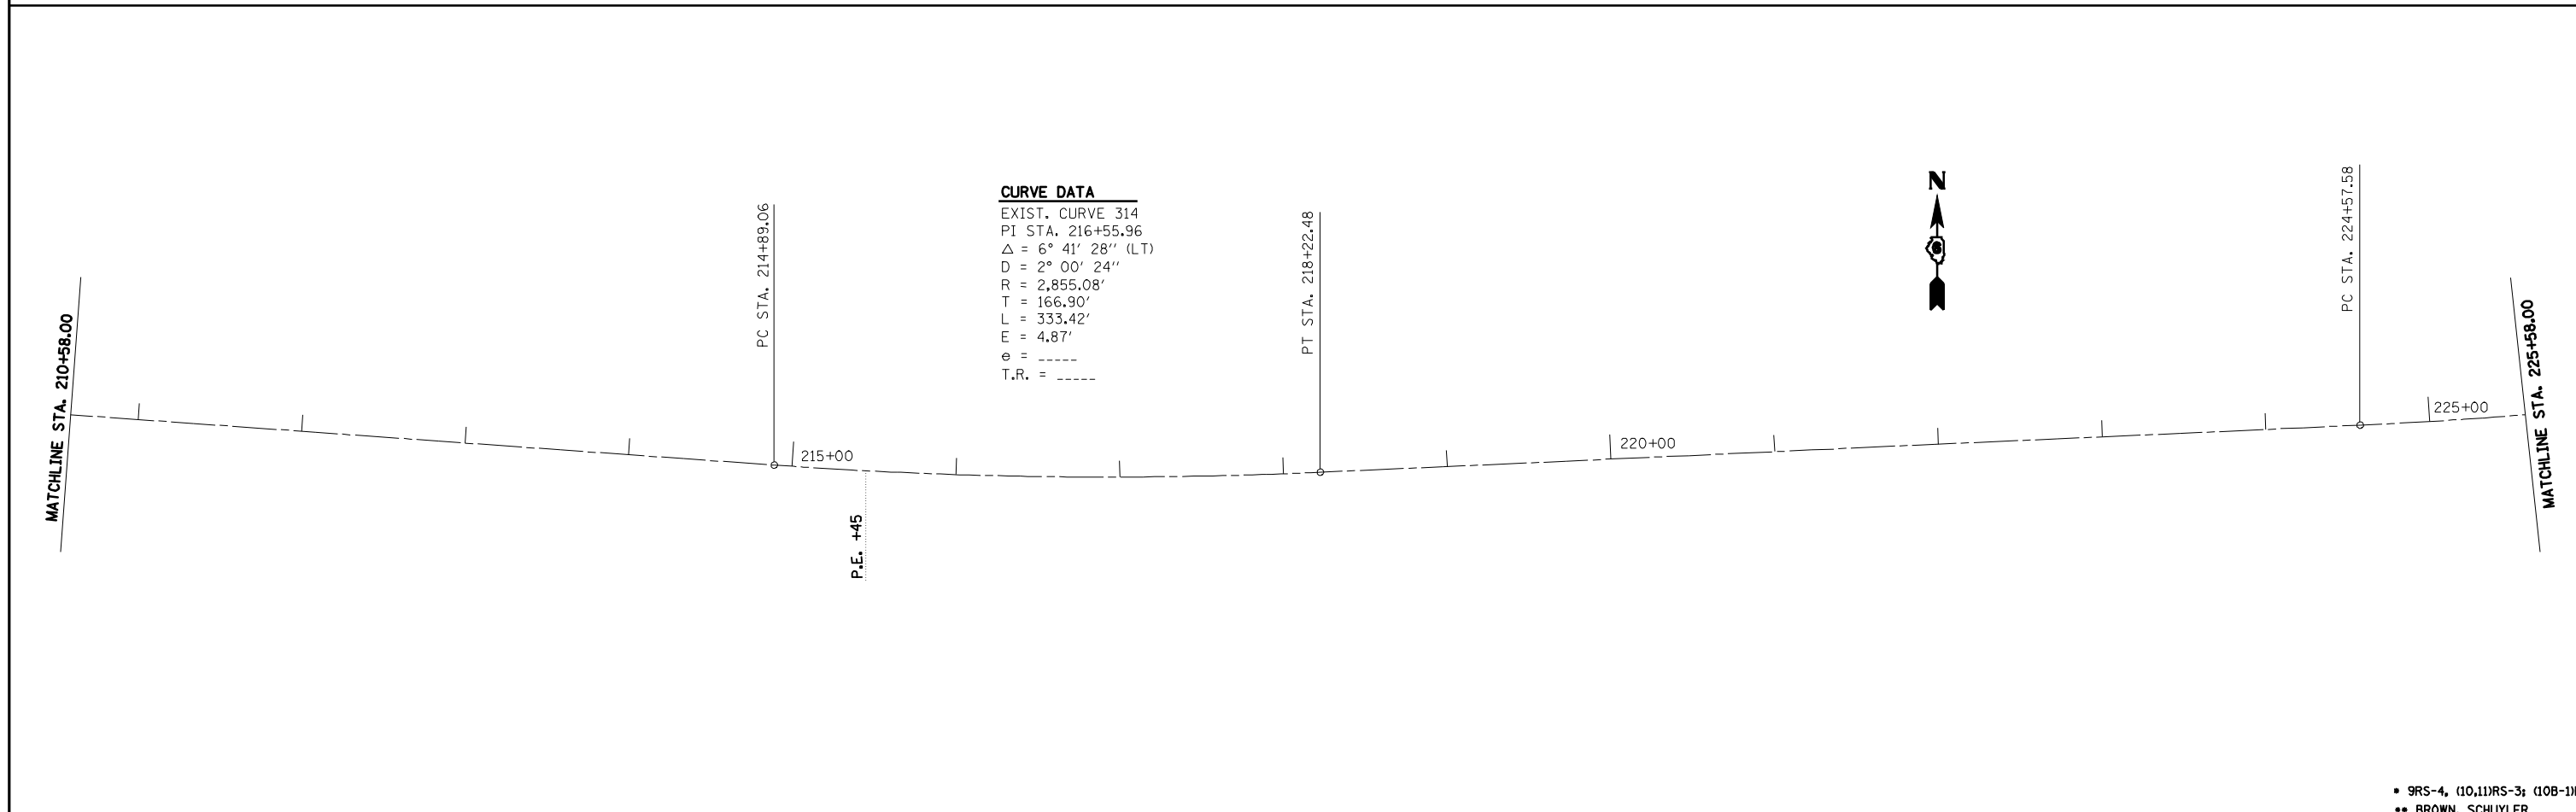 MATCHLINE STA. 210+58.00
PC STA. 214+89.06
215+00
P.E. +45
CURVE DATA
EXIST. CURVE 314
PI STA. 216+55.96
Δ = 6° 41' 28'' (LT)
D = 2° 00' 24''
R = 2,855.08'
T = 166.90'
L = 333.42'
E = 4.87'
e = _____
T.R. = _____
PT STA. 218+22.48
220+00
N
6
PC STA. 224+57.58
225+00
MATCHLINE STA. 225+58.00
* 9RS-4, (10,11)RS-3; (10B-1)
** BROWN, SCHUYLER